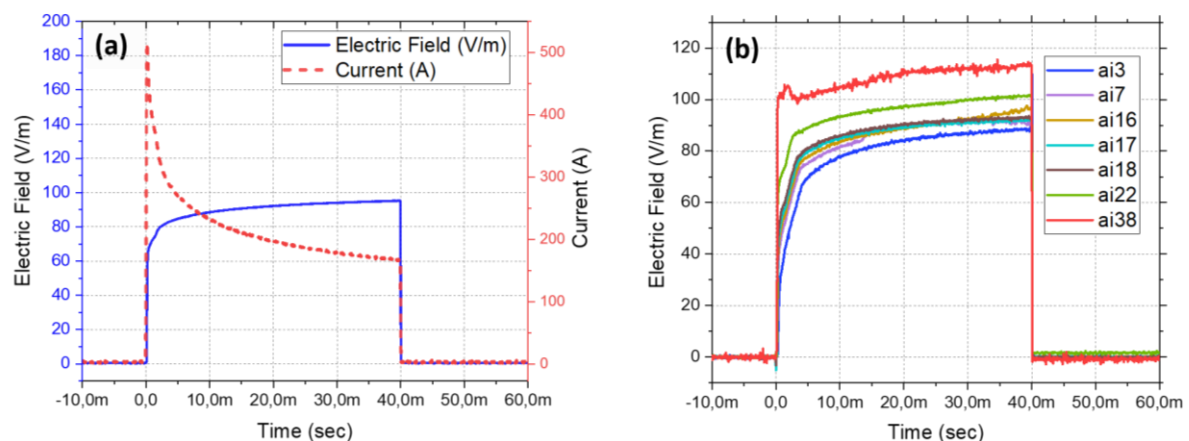 (a)
Electric Field (V/m)
Current (A)
Electric Field (V/m)
200
180
160
140
120
100
80
60
40
20
0
500
400
300
200
100
0
Current (A)
-10,0m 0,0 10,0m 20,0m 30,0m 40,0m 50,0m 60,0m
Time (sec)
(b)
ai3
ai7
ai16
ai17
ai18
ai22
ai38
Electric Field (V/m)
120
100
80
60
40
20
0
-10,0m 0,0 10,0m 20,0m 30,0m 40,0m 50,0m 60,0m
Time (sec)